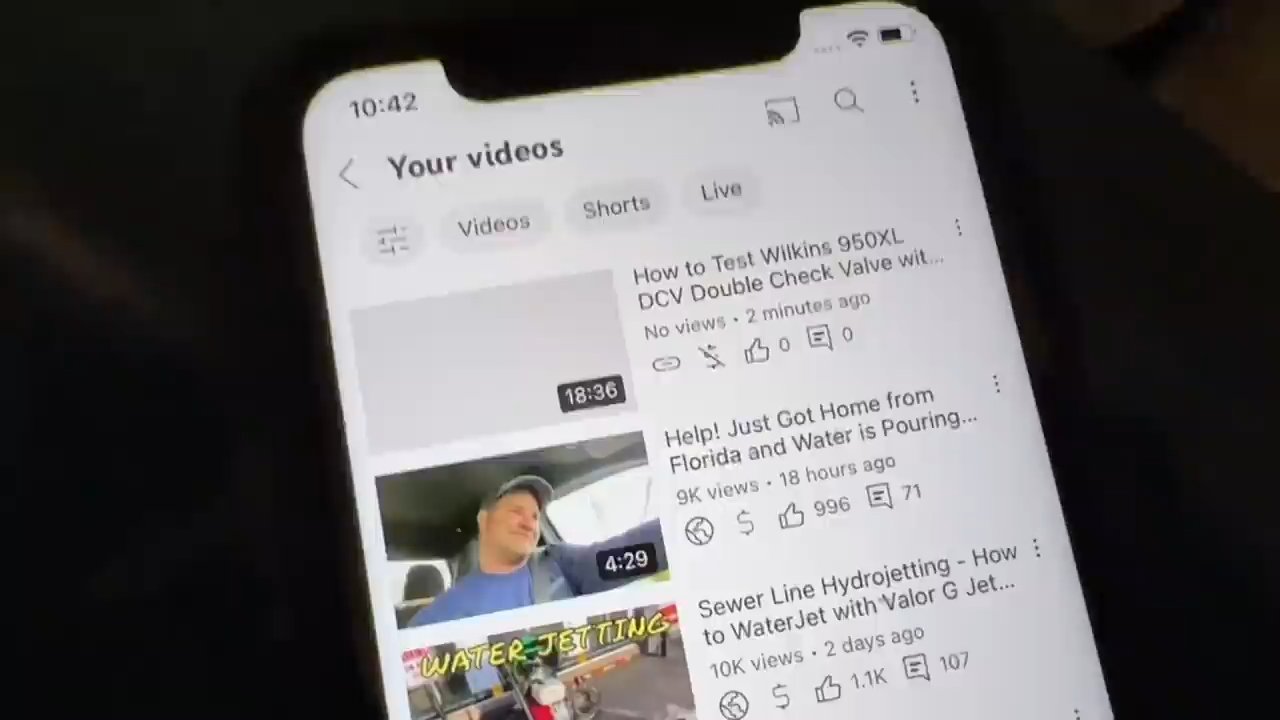 10:42
Your videos
Videos
Shorts
Live
How to Test Wilkins 950XL
DCV Double Check Valve wit...
No views • 2 minutes ago
0
0
18:36
Help! Just Got Home from
Florida and Water is Pouring...
9K views • 18 hours ago
$ 996 71
4:29
Sewer Line Hydrojetting - How
to WaterJet with Valor G Jet...
10K views • 2 days ago
$ 1.1K 107
WATER JETTING